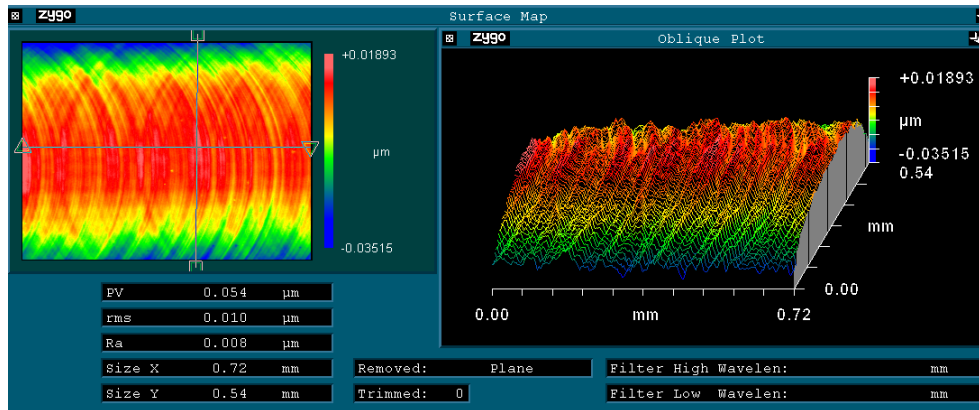 zygo Surface Map
+0.01893
µm
-0.03515
zygo Oblique Plot
+0.01893
µm
-0.03515
0.54
mm
0.00
0.00 mm 0.72
PV 0.054 µm
rms 0.010 µm
Ra 0.008 µm
Size X 0.72 mm
Size Y 0.54 mm
Removed: Plane
Trimmed: 0
Filter High Wavelen: mm
Filter Low Wavelen: mm